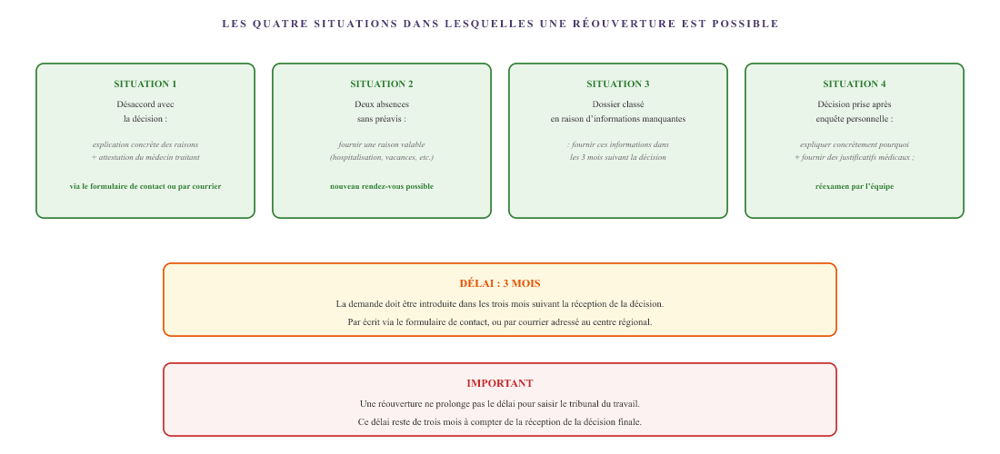 LES QUATRE SITUATIONS DANS LESQUELLES UNE RÉOUVERTURE EST POSSIBLE
SITUATION 1
Désaccord avec
la décision :
explication concrète des raisons
+ attestation du médecin traitant
via le formulaire de contact ou par courrier
SITUATION 2
Deux absences
sans préavis :
fournir une raison valable
(hospitalisation, vacances, etc.)
nouveau rendez-vous possible
SITUATION 3
Dossier classé
en raison d’informations manquantes
: fournir ces informations dans
les 3 mois suivant la décision
SITUATION 4
Décision prise après
enquête personnelle :
expliquer concrètement pourquoi
+ fournir des justificatifs médicaux ;
réexamen par l’équipe
DÉLAI : 3 MOIS
La demande doit être introduite dans les trois mois suivant la réception de la décision.
Par écrit via le formulaire de contact, ou par courrier adressé au centre régional.
IMPORTANT
Une réouverture ne prolonge pas le délai pour saisir le tribunal du travail.
Ce délai reste de trois mois à compter de la réception de la décision finale.